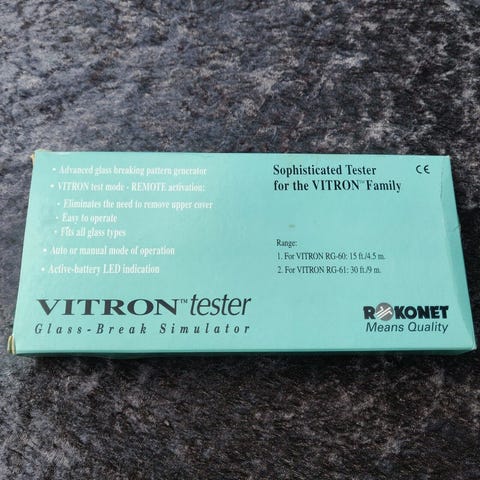 • Advanced glass breaking pattern generator
• VITRON test mode - REMOTE activation:
• Eliminates the need to remove upper cover
• Easy to operate
• Fits all glass types
• Auto or manual mode of operation
• Active-battery LED indication
VITRON™ tester
Glass-Break Simulator
Sophisticated Tester
for the VITRON™ Family
CE
Range:
1. For VITRON RG-60: 15 ft./4.5 m.
2. For VITRON RG-61: 30 ft./9 m.
ROKONET
Means Quality